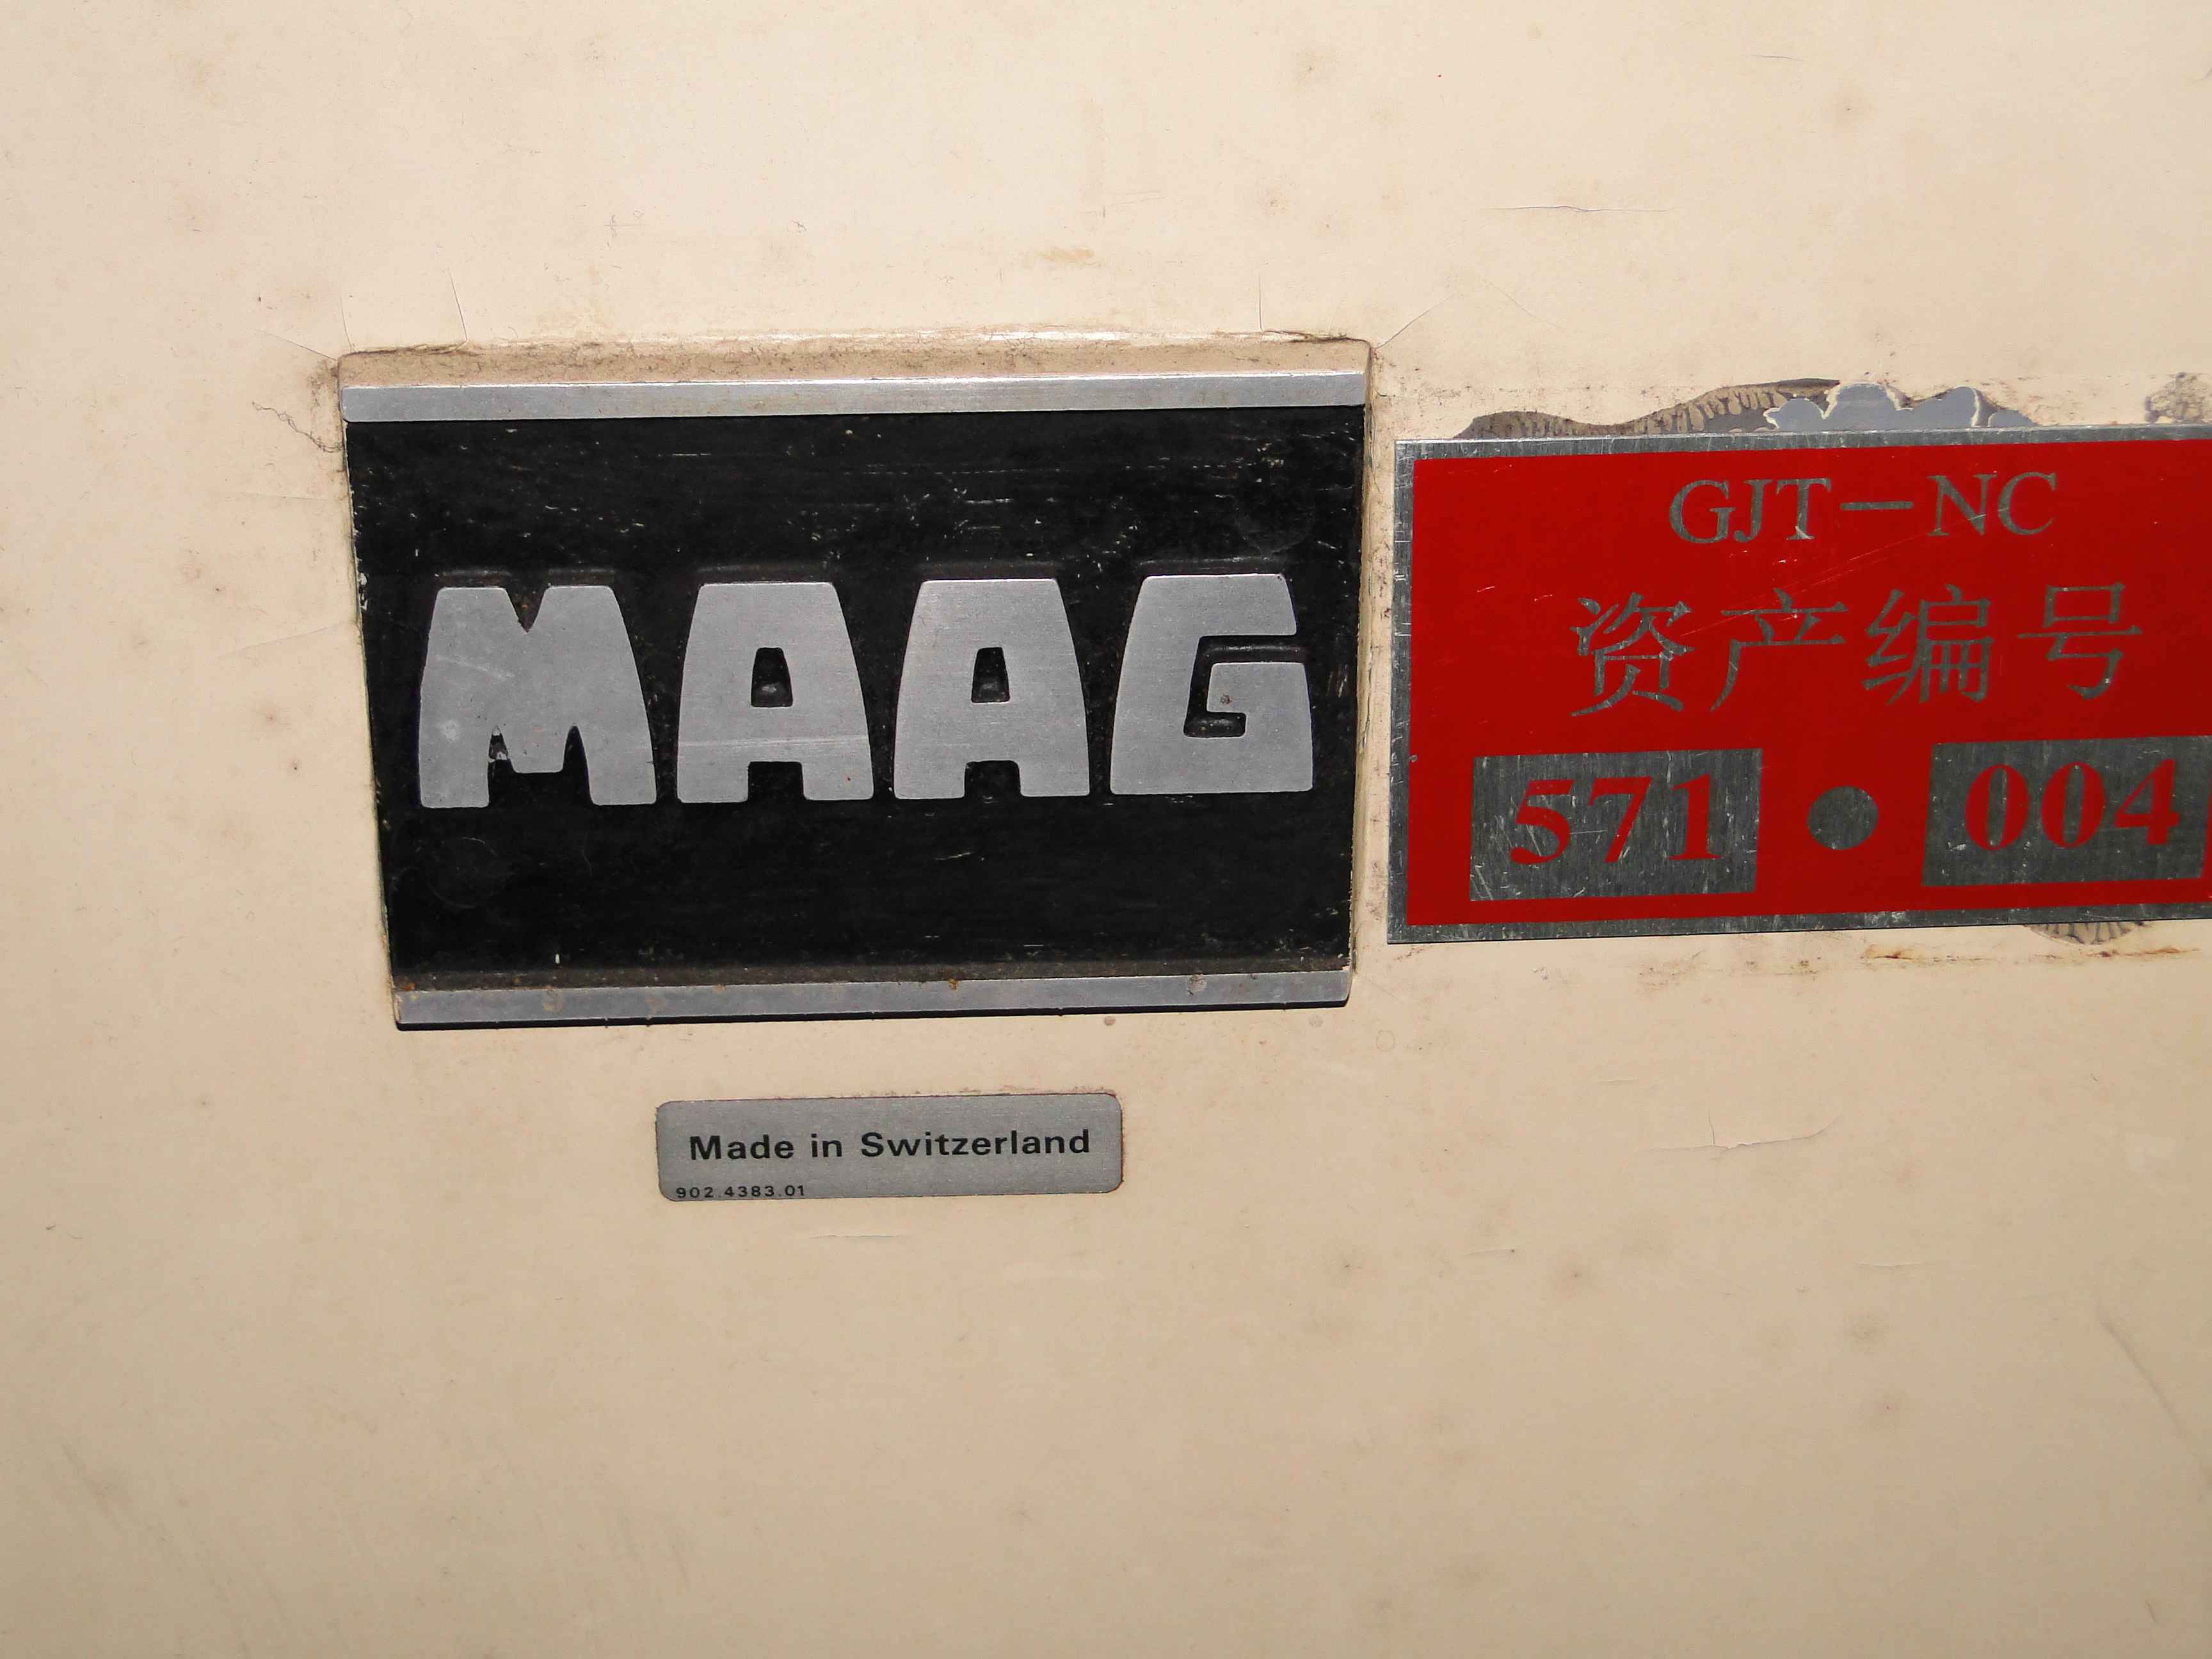 MAAG
Made in Switzerland
902.4383.01
GJT—NC
资产编号
571 004